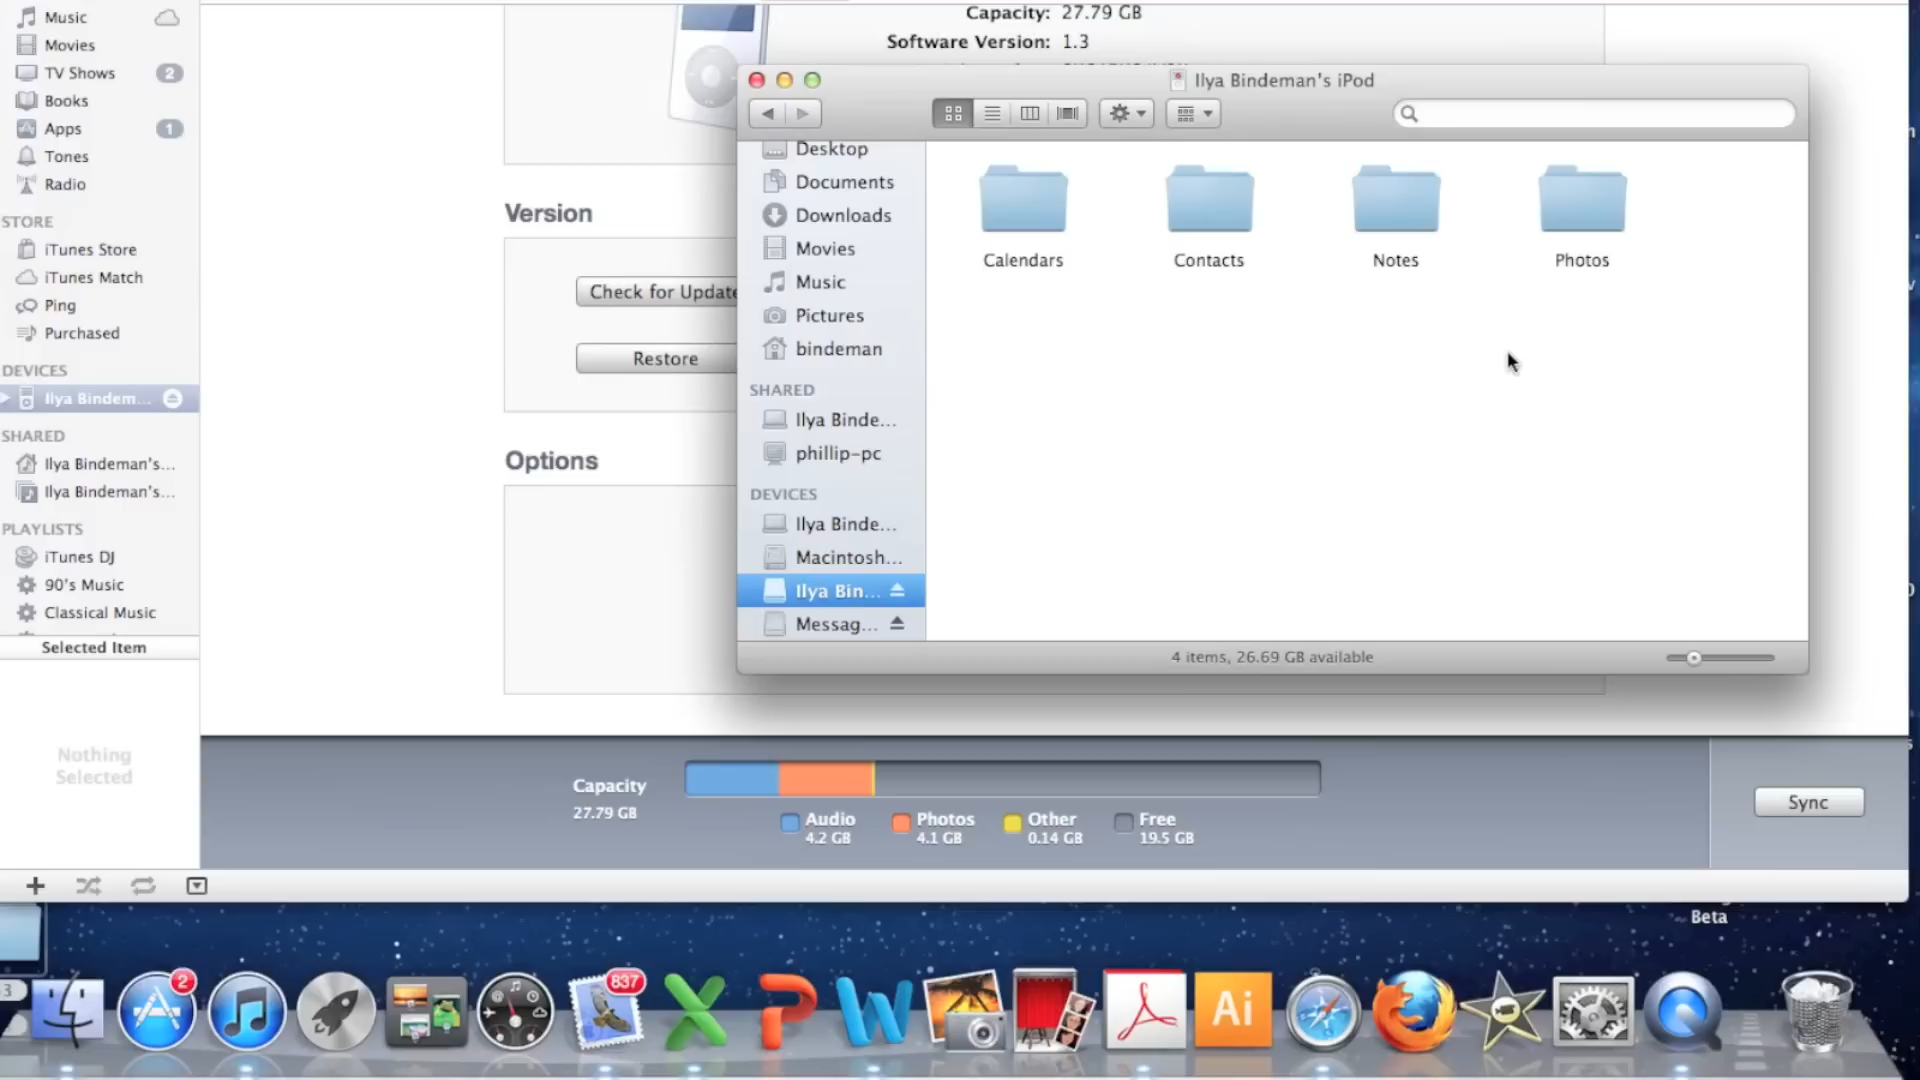 Music
Movies
TV Shows 2
Books
Apps 1
Tones
Radio
STORE
iTunes Store
iTunes Match
Ping
Purchased
DEVICES
Ilya Bindem...
SHARED
Ilya Bindeman's...
Ilya Bindeman's...
PLAYLISTS
iTunes DJ
90's Music
Classical Music
Selected Item
Nothing
Selected
Capacity: 27.79 GB
Software Version: 1.3
Version
Check for Update
Restore
Options
Ilya Bindeman's iPod
Desktop
Documents
Downloads
Movies
Music
Pictures
bindeman
SHARED
Ilya Binde...
phillip-pc
DEVICES
Ilya Binde...
Macintosh...
Ilya Bin...
Messag...
Calendars
Contacts
Notes
Photos
4 items, 26.69 GB available
Capacity
27.79 GB
Audio
4.2 GB
Photos
4.1 GB
Other
0.14 GB
Free
19.5 GB
Sync
Beta
2
837
Ai